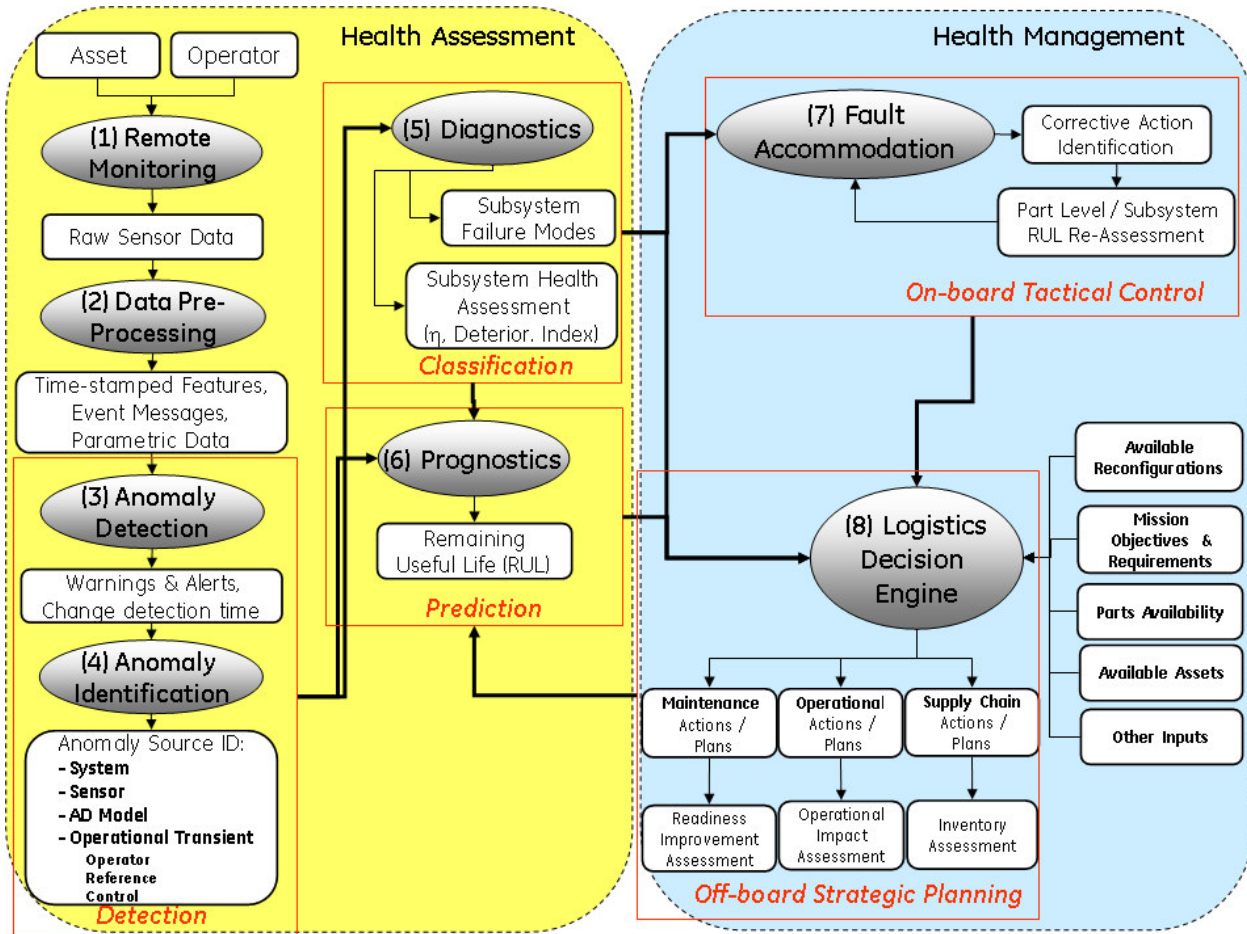 Health Assessment
Asset
Operator
(1) Remote
Monitoring
Raw Sensor Data
(2) Data Pre-
Processing
Time-stamped Features,
Event Messages,
Parametric Data
(3) Anomaly
Detection
Warnings & Alerts,
Change detection time
(4) Anomaly
Identification
Anomaly Source ID:
- System
- Sensor
- AD Model
- Operational Transient
Operator
Reference
Control
Detection
(5) Diagnostics
Subsystem
Failure Modes
Subsystem Health
Assessment
(η, Deterior. Index)
Classification
(6) Prognostics
Remaining
Useful Life (RUL)
Prediction
Health Management
(7) Fault
Accommodation
Corrective Action
Identification
Part Level / Subsystem
RUL Re-Assessment
On-board Tactical Control
(8) Logistics
Decision
Engine
Available
Reconfigurations
Mission
Objectives &
Requirements
Parts Availability
Available Assets
Other Inputs
Maintenance
Actions /
Plans
Operational
Actions /
Plans
Supply Chain
Actions /
Plans
Readiness
Improvement
Assessment
Operational
Impact
Assessment
Inventory
Assessment
Off-board Strategic Planning